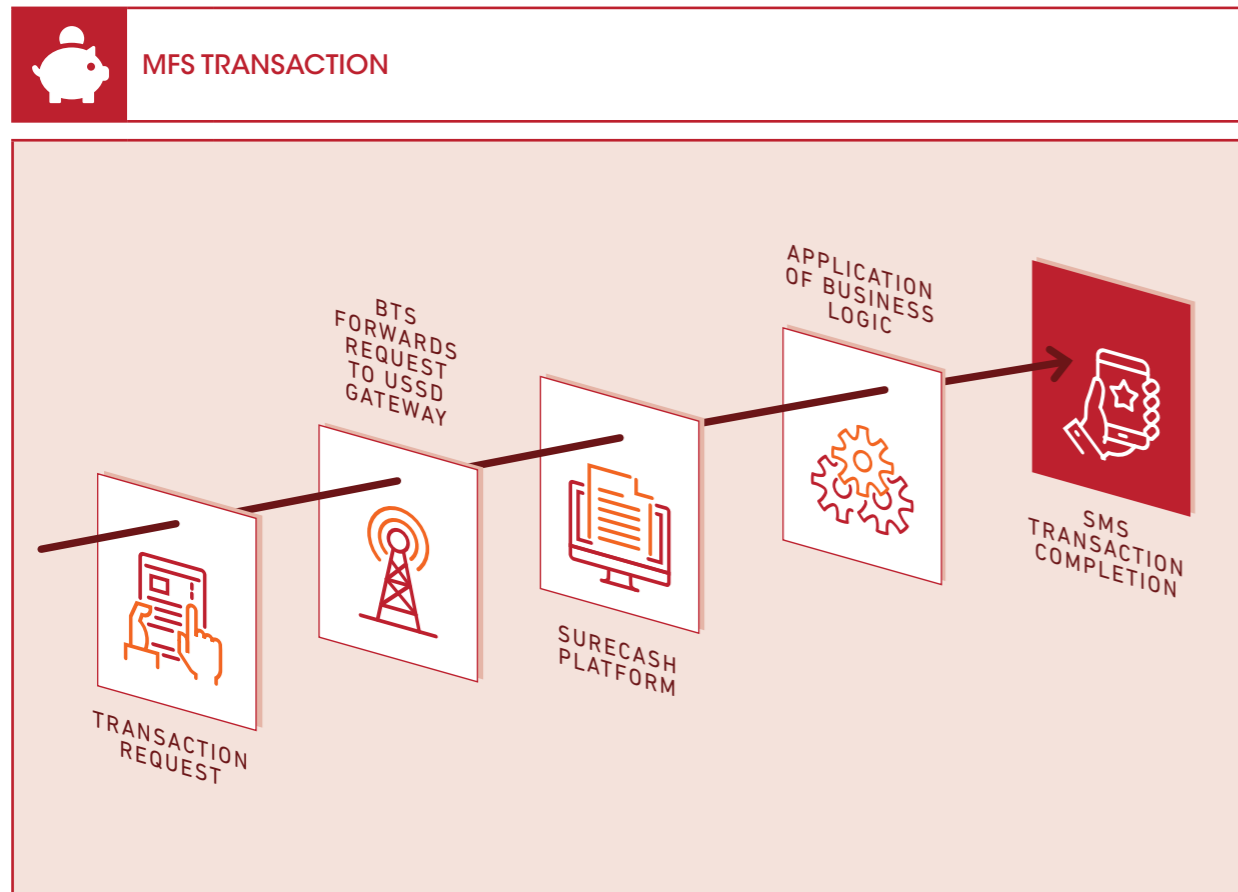 MFS TRANSACTION
TRANSACTION
REQUEST
BTS
FORWARDS
REQUEST
TO USSD
GATEWAY
SURECASH
PLATFORM
APPLICATION
OF BUSINESS
LOGIC
SMS
TRANSACTION
COMPLETION